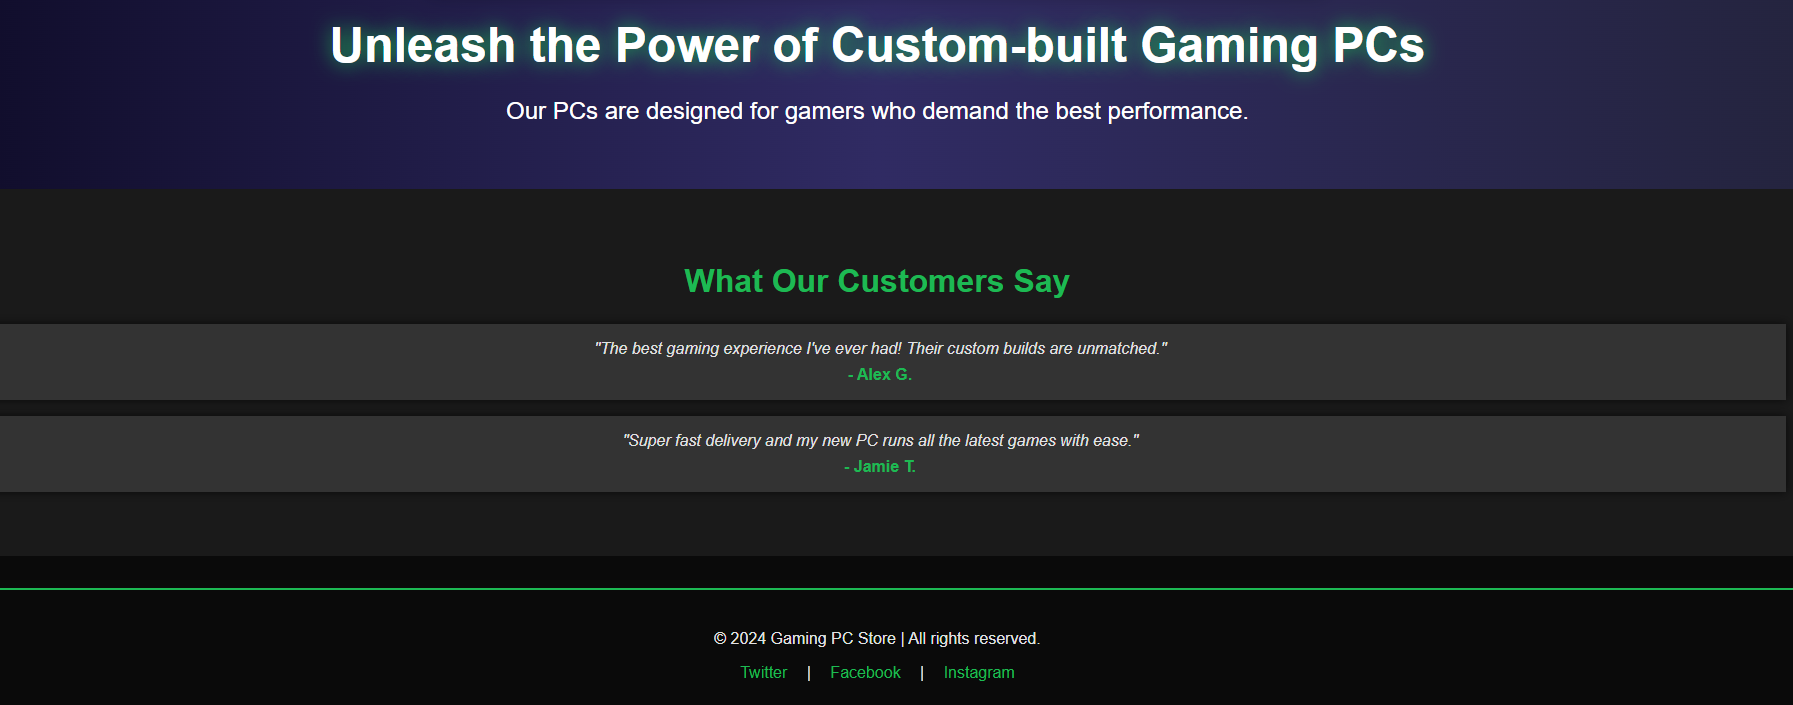 Unleash the Power of Custom-built Gaming PCs
Our PCs are designed for gamers who demand the best performance.
What Our Customers Say
"The best gaming experience I've ever had! Their custom builds are unmatched."
- Alex G.
"Super fast delivery and my new PC runs all the latest games with ease."
- Jamie T.
© 2024 Gaming PC Store | All rights reserved.
Twitter | Facebook | Instagram